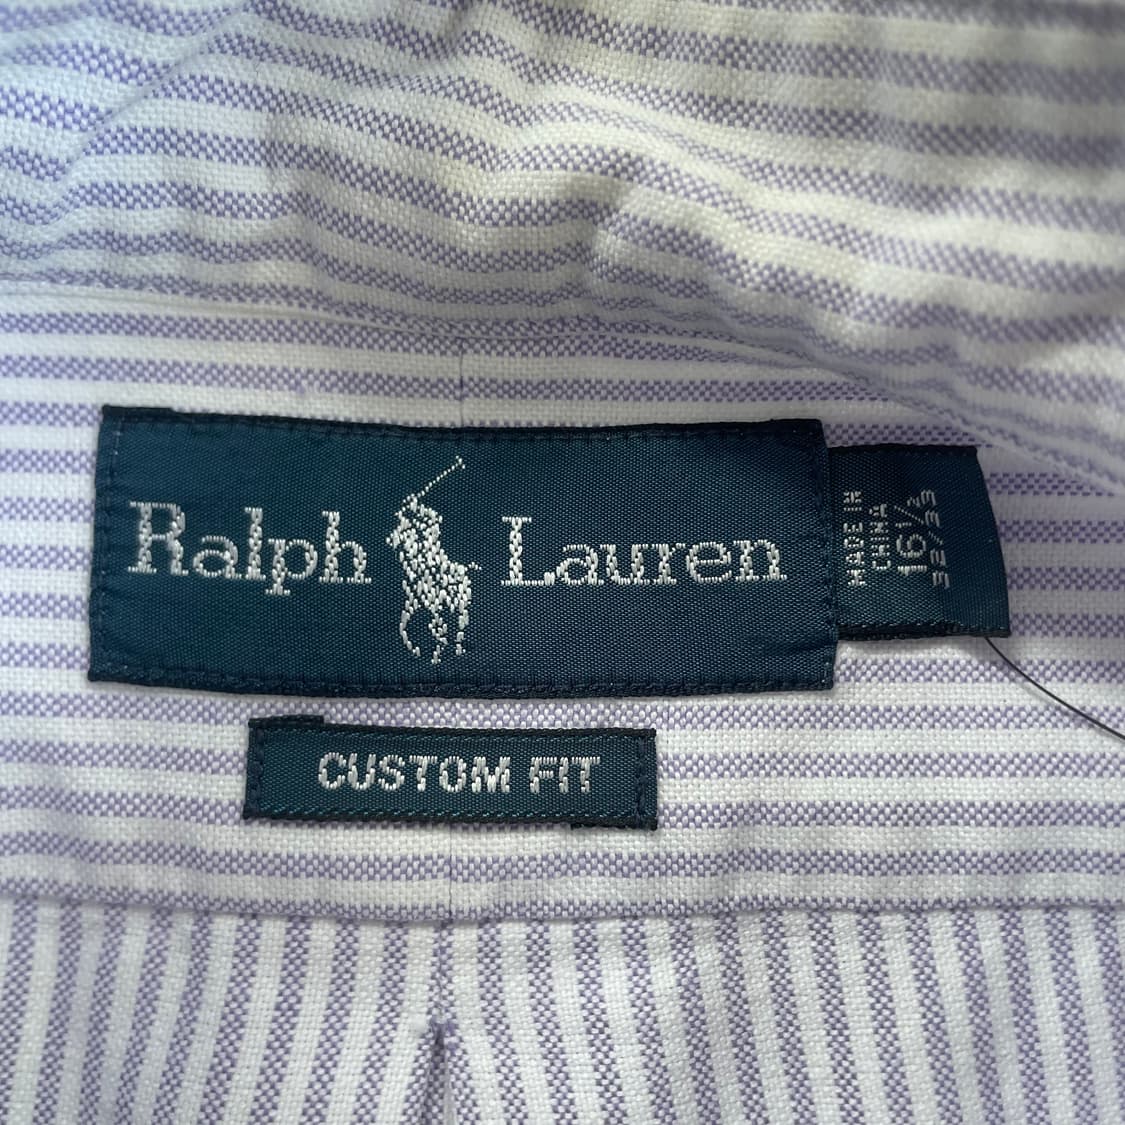 Ralph Lauren
MADE IN
CHINA
16½
32/33
CUSTOM FIT